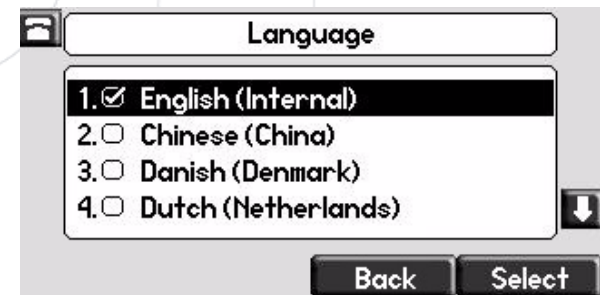 Language
1. English (Internal)
2. Chinese (China)
3. Danish (Denmark)
4. Dutch (Netherlands)
Back Select